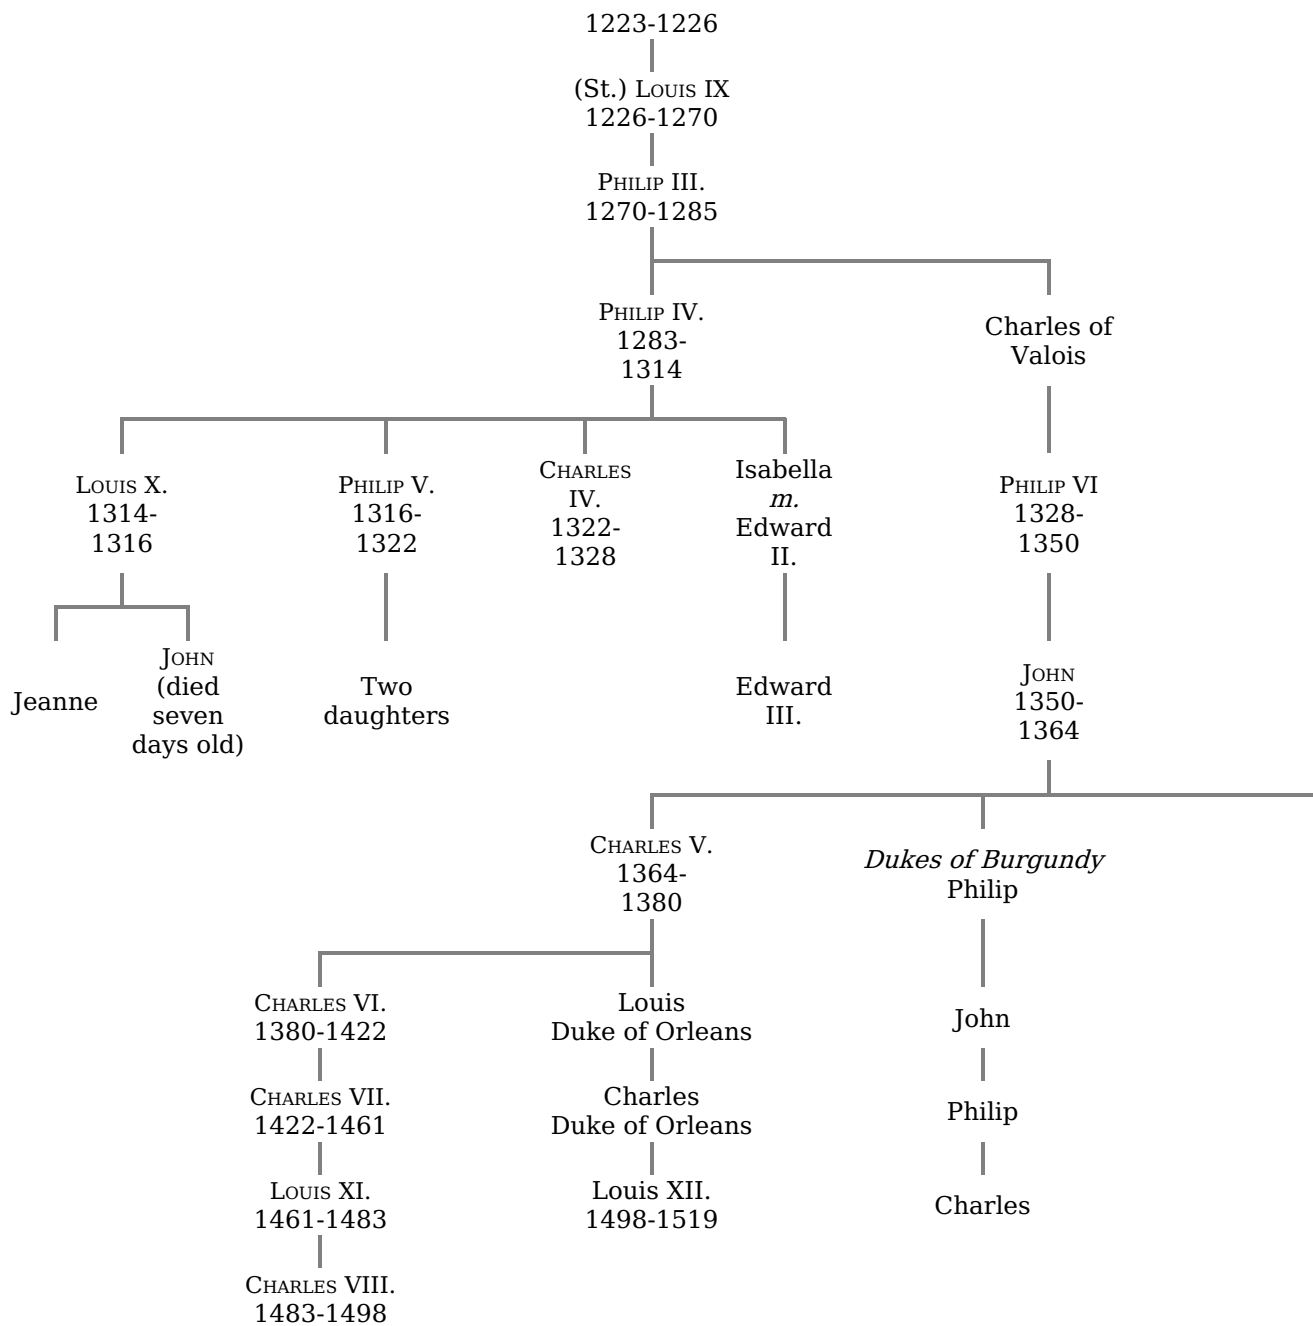 1223-1226
(St.) Louis IX
1226-1270
Philip III.
1270-1285
Philip IV.
1283-
1314
Charles of
Valois
Louis X.
1314-
1316
Philip V.
1316-
1322
Charles
IV.
1322-
1328
Isabella
m.
Edward
II.
Philip VI
1328-
1350
Jeanne
John
(died
seven
days old)
Two
daughters
Edward
III.
John
1350-
1364
Charles V.
1364-
1380
Dukes of Burgundy
Philip
Charles VI.
1380-1422
Louis
Duke of Orleans
John
Charles VII.
1422-1461
Charles
Duke of Orleans
Philip
Louis XI.
1461-1483
Louis XII.
1498-1519
Charles
Charles VIII.
1483-1498